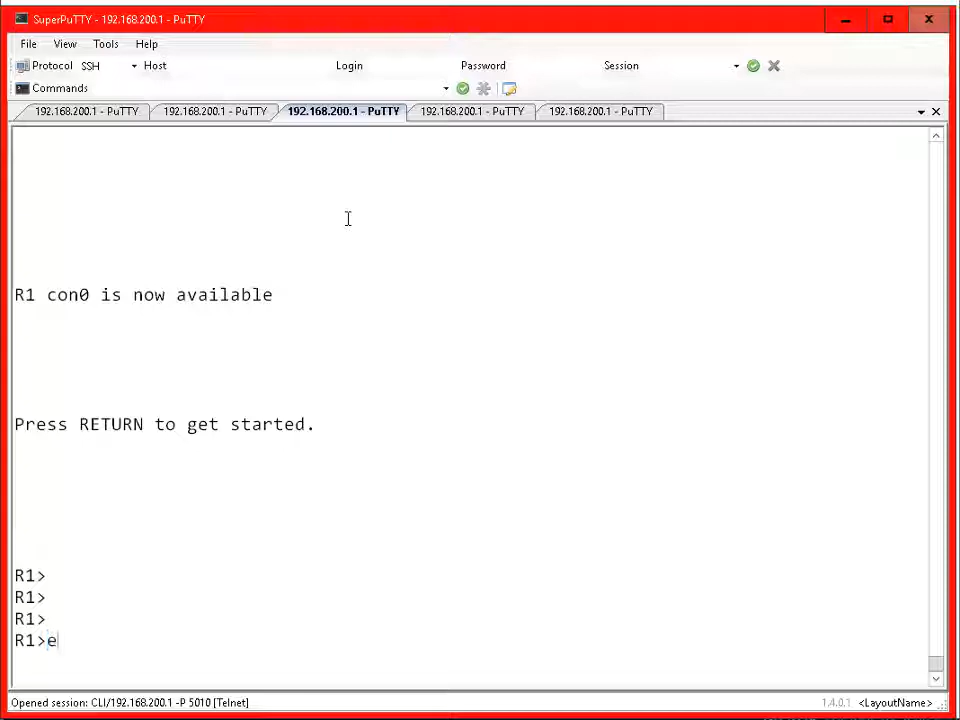 SuperPuTTY - 192.168.200.1 - PuTTY
File View Tools Help
Protocol SSH Host Login Password Session
Commands
192.168.200.1 - PuTTY 192.168.200.1 - PuTTY 192.168.200.1 - PuTTY 192.168.200.1 - PuTTY 192.168.200.1 - PuTTY
R1 con0 is now available
Press RETURN to get started.
R1>
R1>
R1>
R1>e
Opened session: CLI/192.168.200.1 -P 5010 [Telnet] 1.4.0.1 <LayoutName>